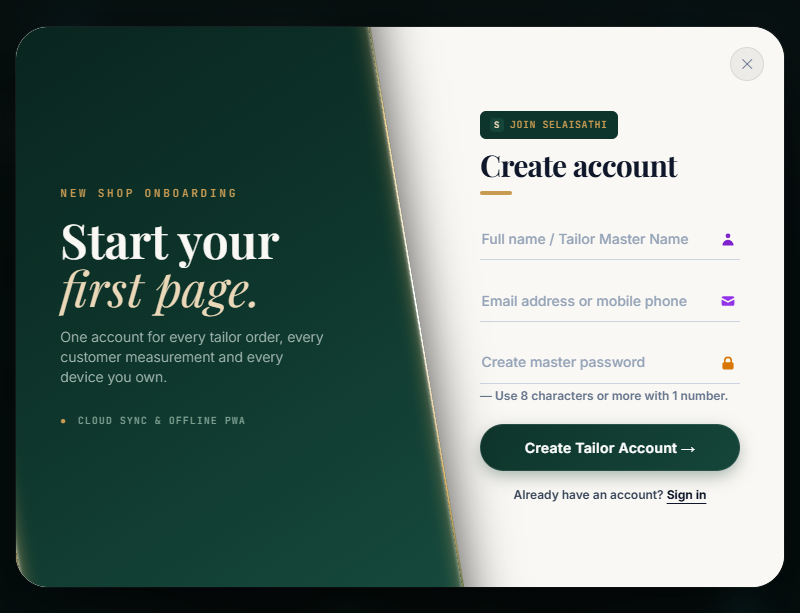 NEW SHOP ONBOARDING
Start your
first page.
One account for every tailor order, every
customer measurement and every
device you own.
CLOUD SYNC & OFFLINE PWA
S JOIN SELAISATHI
Create account
Full name / Tailor Master Name
Email address or mobile phone
Create master password
— Use 8 characters or more with 1 number.
Create Tailor Account →
Already have an account? Sign in